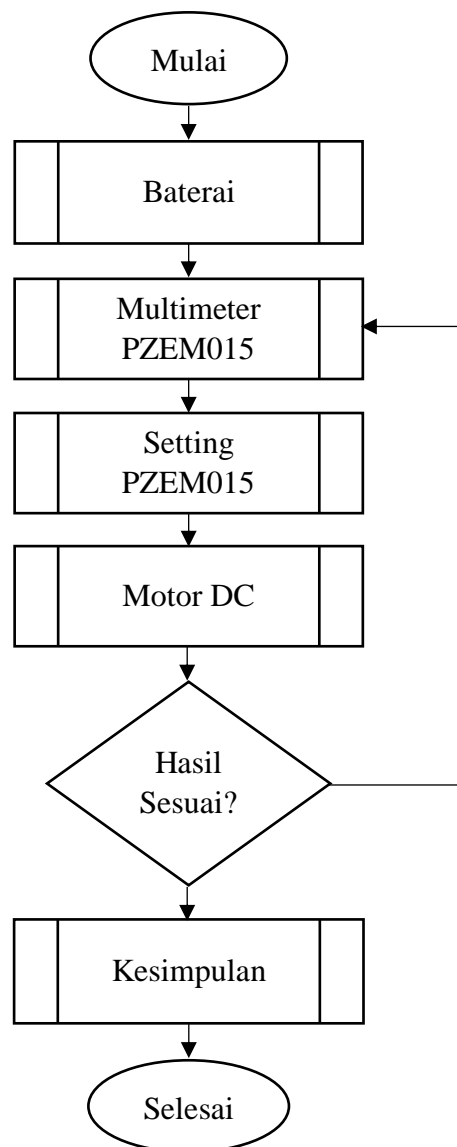 Mulai
Baterai
Multimeter
PZEM015
Setting
PZEM015
Motor DC
Hasil
Sesuai?
Kesimpulan
Selesai